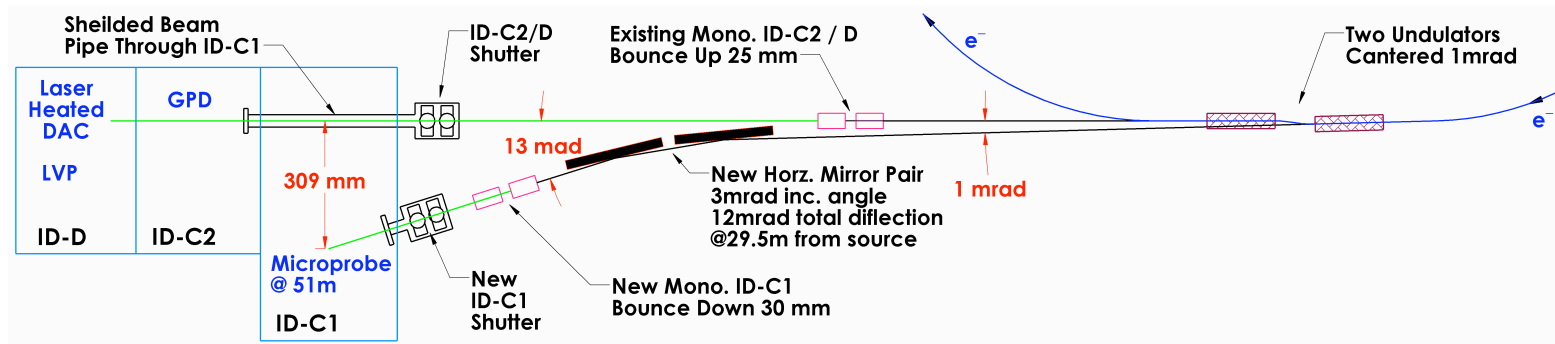 Sheilded Beam
Pipe Through ID-C1
ID-C2/D
Shutter
Existing Mono. ID-C2 / D
Bounce Up 25 mm
e⁻
Two Undulators
Cantered 1mrad
e⁻
Laser
Heated
DAC
GPD
LVP
309 mm
13 mad
1 mrad
New Horz. Mirror Pair
3mrad inc. angle
12mrad total diflection
@29.5m from source
ID-D
ID-C2
Microprobe
@ 51m
ID-C1
New
ID-C1
Shutter
New Mono. ID-C1
Bounce Down 30 mm